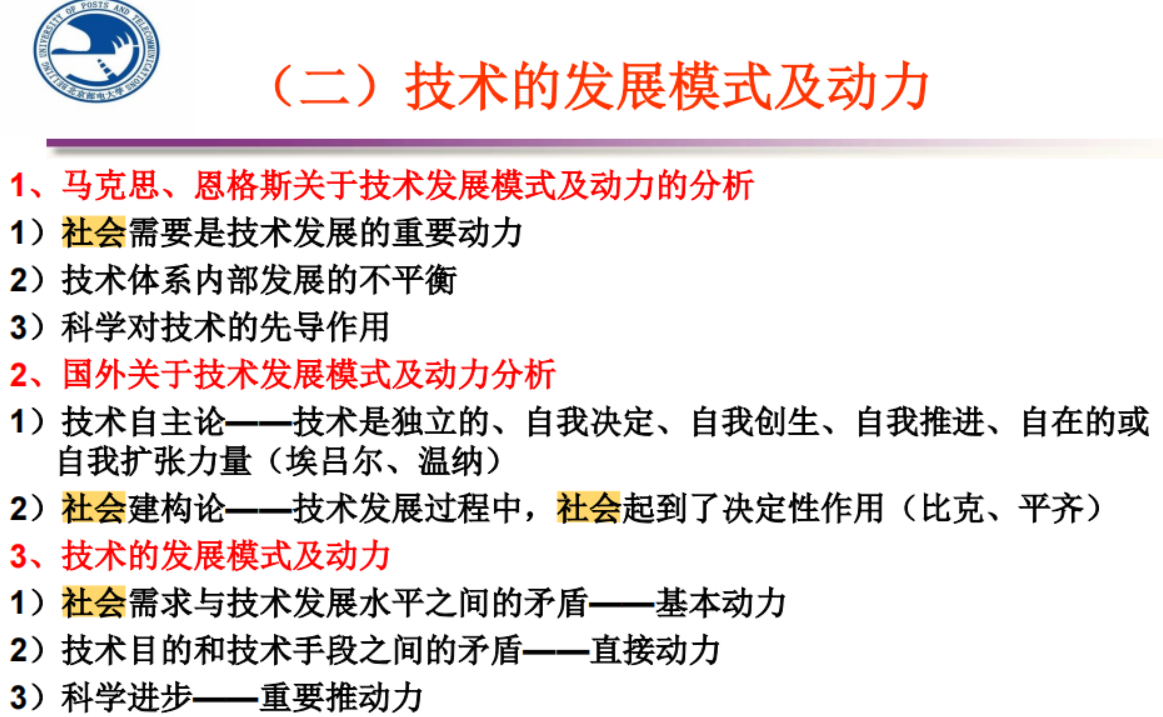 BEIJING UNIVERSITY OF POSTS AND TELECOMMUNICATIONS
北京邮电大学
（二）技术的发展模式及动力
1、马克思、恩格斯关于技术发展模式及动力的分析
1）社会需要是技术发展的重要动力
2）技术体系内部发展的不平衡
3）科学对技术的先导作用
2、国外关于技术发展模式及动力分析
1）技术自主论——技术是独立的、自我决定、自我创生、自我推进、自在的或
自我扩张力量（埃吕尔、温纳）
2）社会建构论——技术发展过程中，社会起到了决定性作用（比克、平齐）
3、技术的发展模式及动力
1）社会需求与技术发展水平之间的矛盾——基本动力
2）技术目的和技术手段之间的矛盾——直接动力
3）科学进步——重要推动力